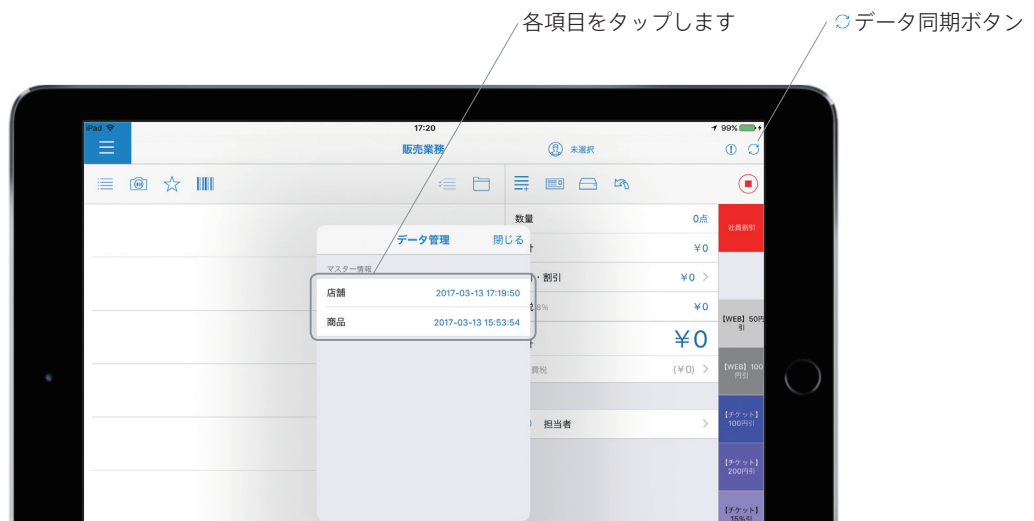 各項目をタップします
データ同期ボタン
iPad
17:20
99%
販売業務
未選択
数量
0点
社員割引
データ管理
閉じる
¥0
マスター情報
・割引
¥0
店舗
2017-03-13 17:19:50
8%
¥0
商品
2017-03-13 15:53:54
¥0
【WEB】50円
引
費税
(¥0)
【WEB】100
円引
担当者
【チケット】
100円引
【チケット】
200円引
【チケット】
15%引